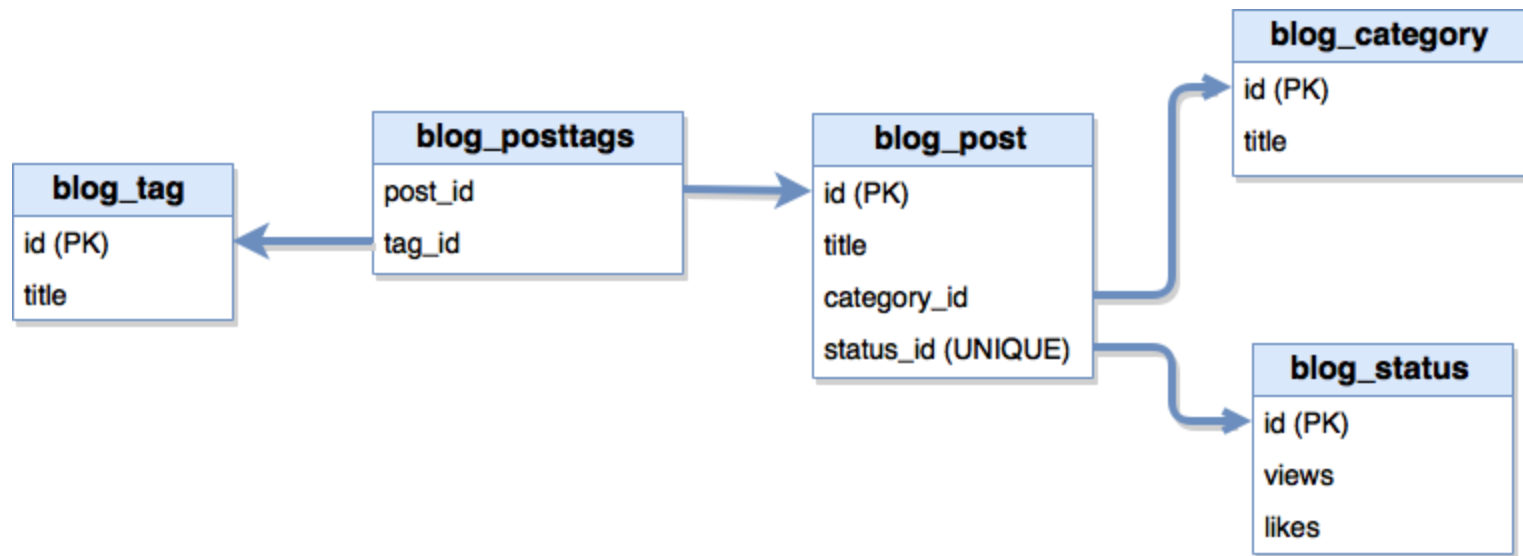 blog_tag
id (PK)
title
blog_posttags
post_id
tag_id
blog_post
id (PK)
title
category_id
status_id (UNIQUE)
blog_category
id (PK)
title
blog_status
id (PK)
views
likes